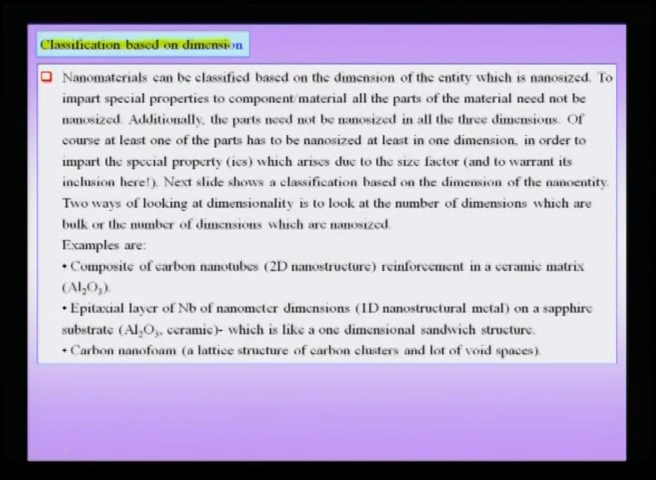 Classification based on dimension
Nanomaterials can be classified based on the dimension of the entity which is nanosized. To
impart special properties to component/material all the parts of the material need not be
nanosized. Additionally, the parts need not be nanosized in all the three dimensions. Of
course at least one of the parts has to be nanosized at least in one dimension, in order to
impart the special property (ies) which arises due to the size factor (and to warrant its
inclusion here!). Next slide shows a classification based on the dimension of the nanoentity.
Two ways of looking at dimensionality is to look at the number of dimensions which are
bulk or the number of dimensions which are nanosized.
Examples are:
• Composite of carbon nanotubes (2D nanostructure) reinforcement in a ceramic matrix
(Al₂O₃).
• Epitaxial layer of Nb of nanometer dimensions (1D nanostructural metal) on a sapphire
substrate (Al₂O₃, ceramic)- which is like a one dimensional sandwich structure.
• Carbon nanofoam (a lattice structure of carbon clusters and lot of void spaces).